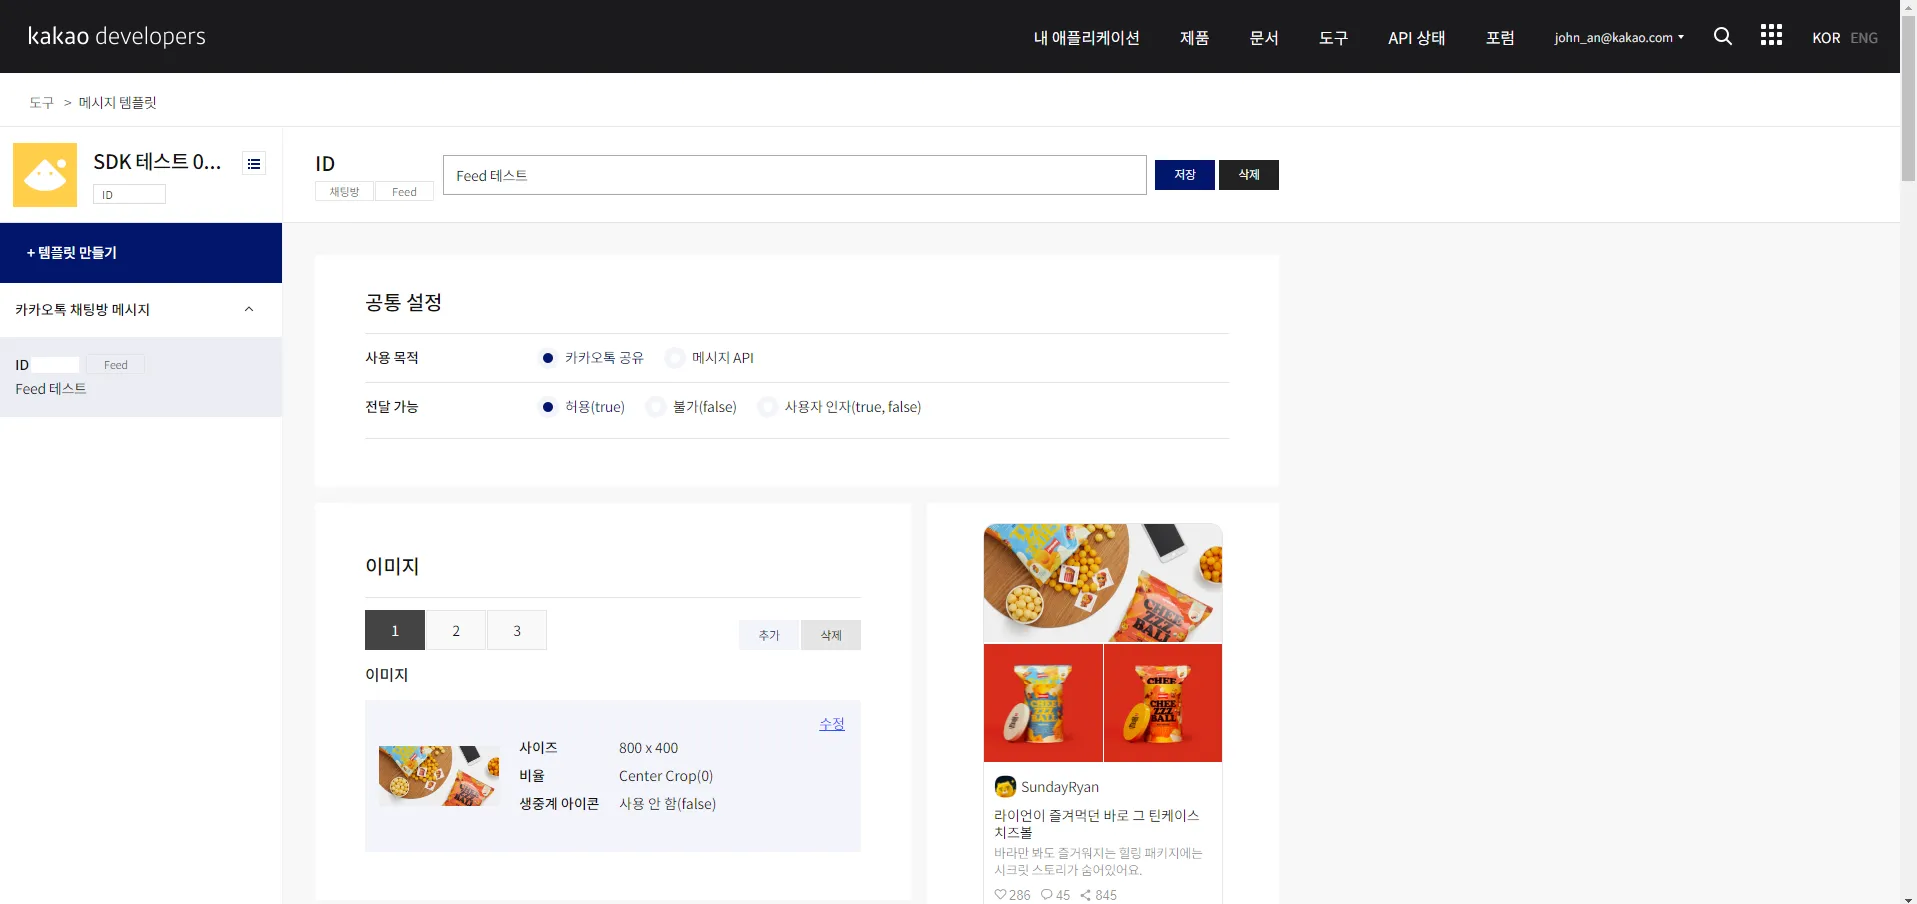 kakao developers
내 애플리케이션 제품 문서 도구 API 상태 포럼 john_an@kakao.com KOR ENG
도구 > 메시지 템플릿
SDK 테스트 0...
ID
+ 템플릿 만들기
카카오톡 채팅방 메시지
ID Feed
Feed 테스트
ID
채팅방 Feed
Feed 테스트
저장 삭제
공통 설정
사용 목적 카카오톡 공유 메시지 API
전달 가능 허용(true) 불가(false) 사용자 인자(true, false)
이미지
1 2 3
추가 삭제
이미지
수정
사이즈 800 x 400
비율 Center Crop(0)
생중계 아이콘 사용 안 함(false)
CHEE
ZZZ
BALL
CHEE
ZZZ
BALL
CHEE
CHEE
ZZZ
BALL
SundayRyan
라이언이 즐겨먹던 바로 그 틴케이스
치즈볼
바라만 봐도 즐거워지는 힐링 패키지에는
시크릿 스토리가 숨어있어요.
286 45 845